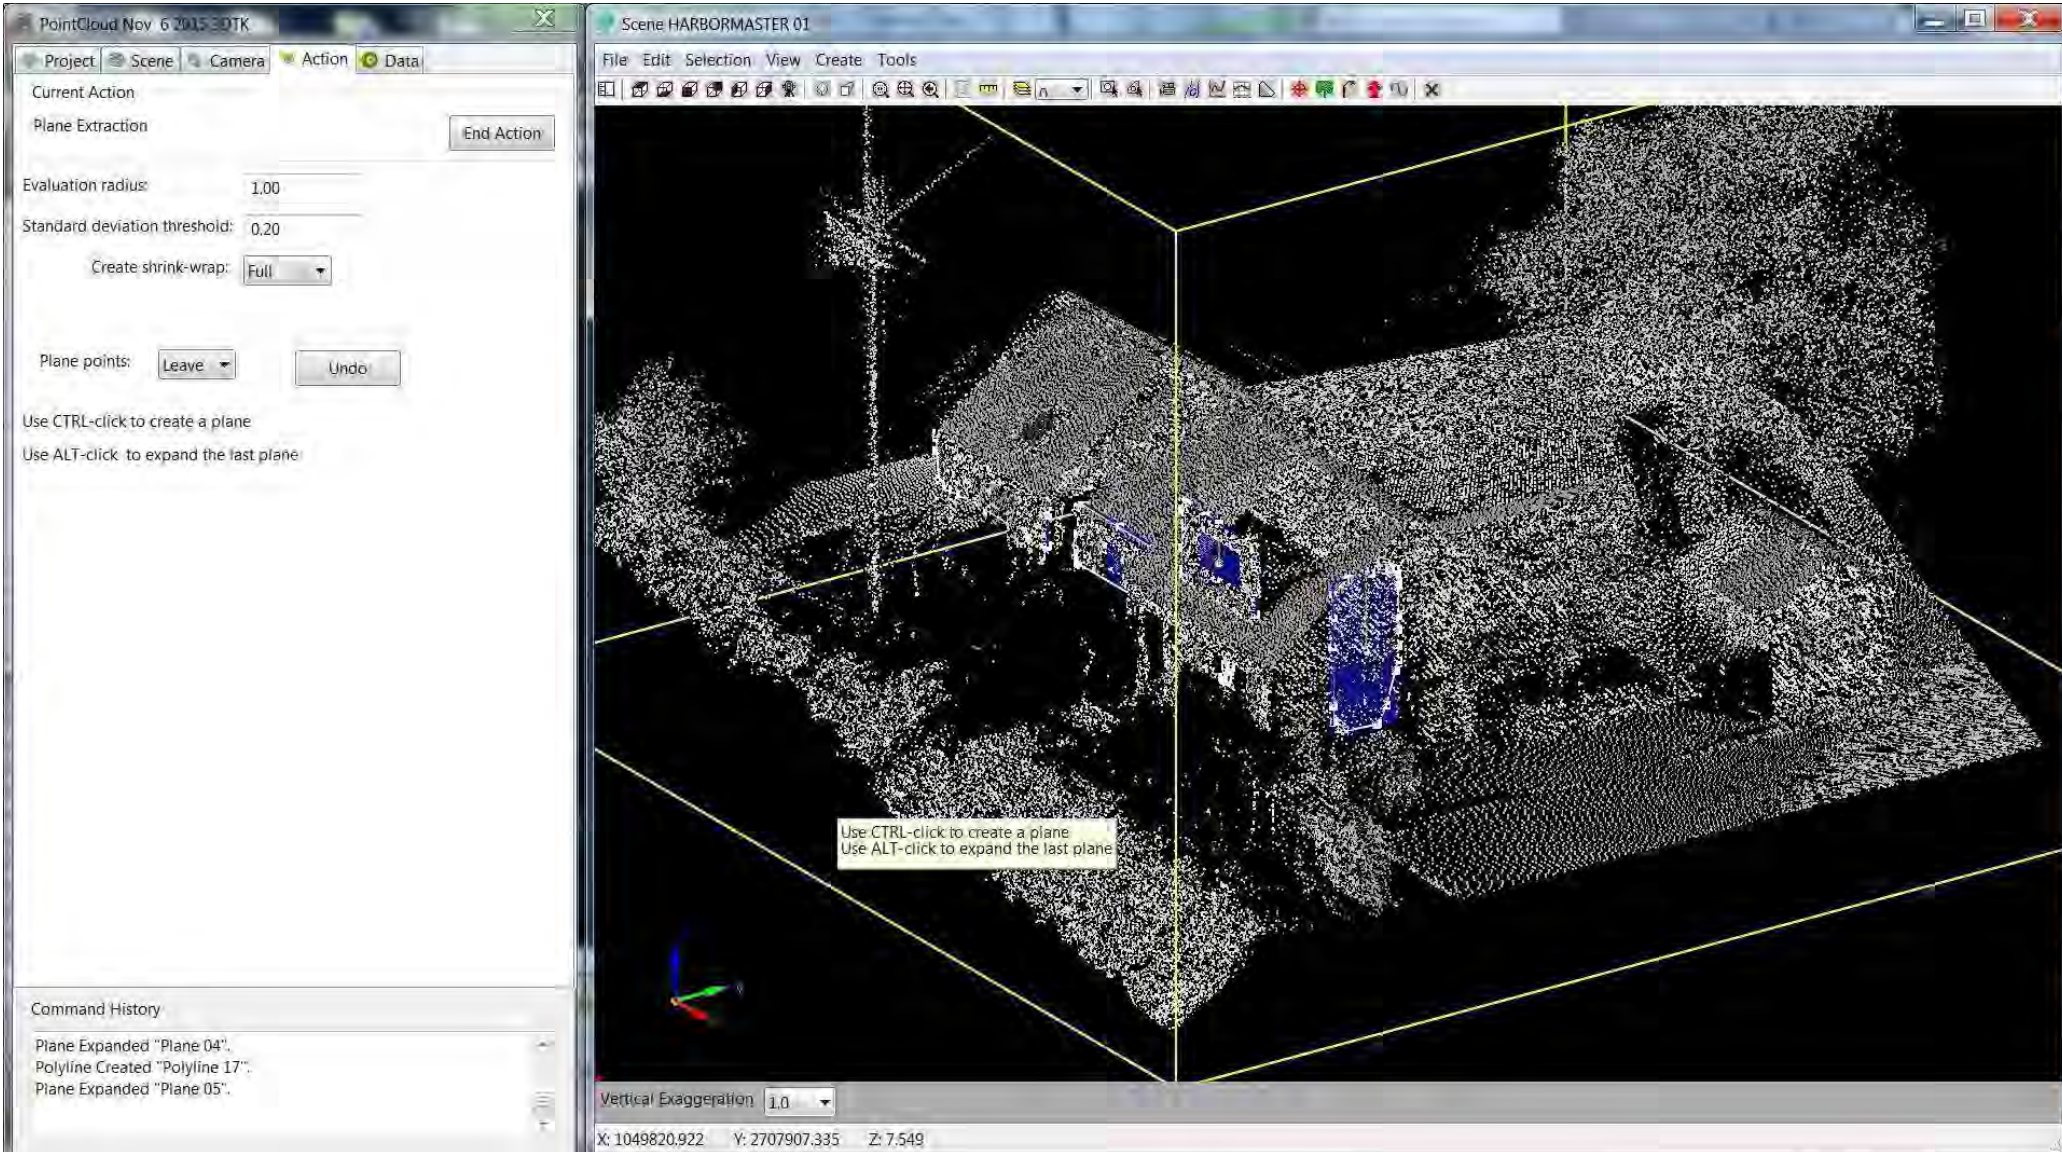 PointCloud Nov 6 2015 3DTK
Project Scene Camera Action Data
Current Action
Plane Extraction
End Action
Evaluation radius: 1.00
Standard deviation threshold: 0.20
Create shrink-wrap: Full
Plane points: Leave
Undo
Use CTRL-click to create a plane
Use ALT-click to expand the last plane
Command History
Plane Expanded "Plane 04".
Polyline Created "Polyline 17".
Plane Expanded "Plane 05".
Scene HARBORMASTER 01
File Edit Selection View Create Tools
Use CTRL-click to create a plane
Use ALT-click to expand the last plane
Vertical Exaggeration 1.0
X: 1049820.922 Y: 2707907.335 Z: 7.549